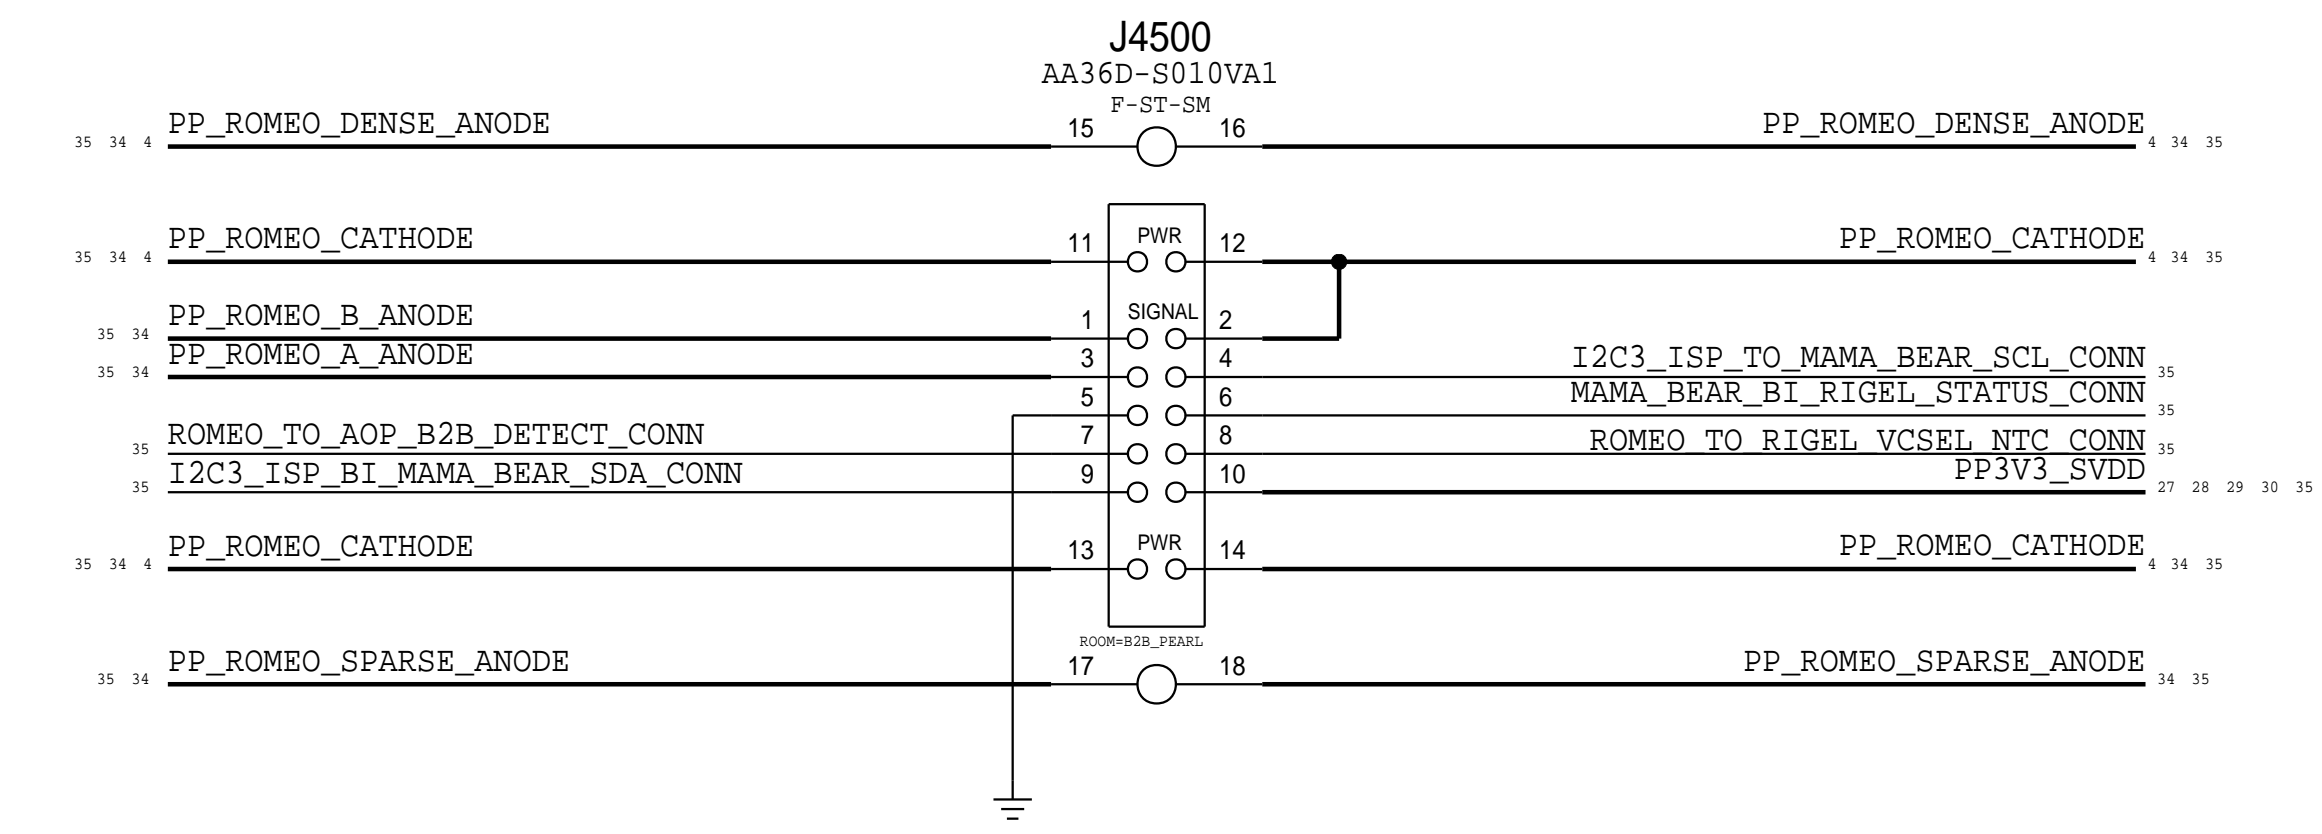 J4500
AA36D-S010VA1
F-ST-SM
35 34 4 PP_ROMEO_DENSE_ANODE 15 16 PP_ROMEO_DENSE_ANODE 4 34 35
35 34 4 PP_ROMEO_CATHODE 11 PWR 12 PP_ROMEO_CATHODE 4 34 35
35 34 PP_ROMEO_B_ANODE 1 SIGNAL 2
35 34 PP_ROMEO_A_ANODE 3 4 I2C3_ISP_TO_MAMA_BEAR_SCL_CONN 35
5 6 MAMA_BEAR_BI_RIGEL_STATUS_CONN 35
35 ROMEO_TO_AOP_B2B_DETECT_CONN 7 8 ROMEO_TO_RIGEL_VCSEL_NTC_CONN 35
35 I2C3_ISP_BI_MAMA_BEAR_SDA_CONN 9 10 PP3V3_SVDD 27 28 29 30 35
35 34 4 PP_ROMEO_CATHODE 13 PWR 14 PP_ROMEO_CATHODE 4 34 35
ROOM=B2B_PEARL
35 34 PP_ROMEO_SPARSE_ANODE 17 18 PP_ROMEO_SPARSE_ANODE 34 35